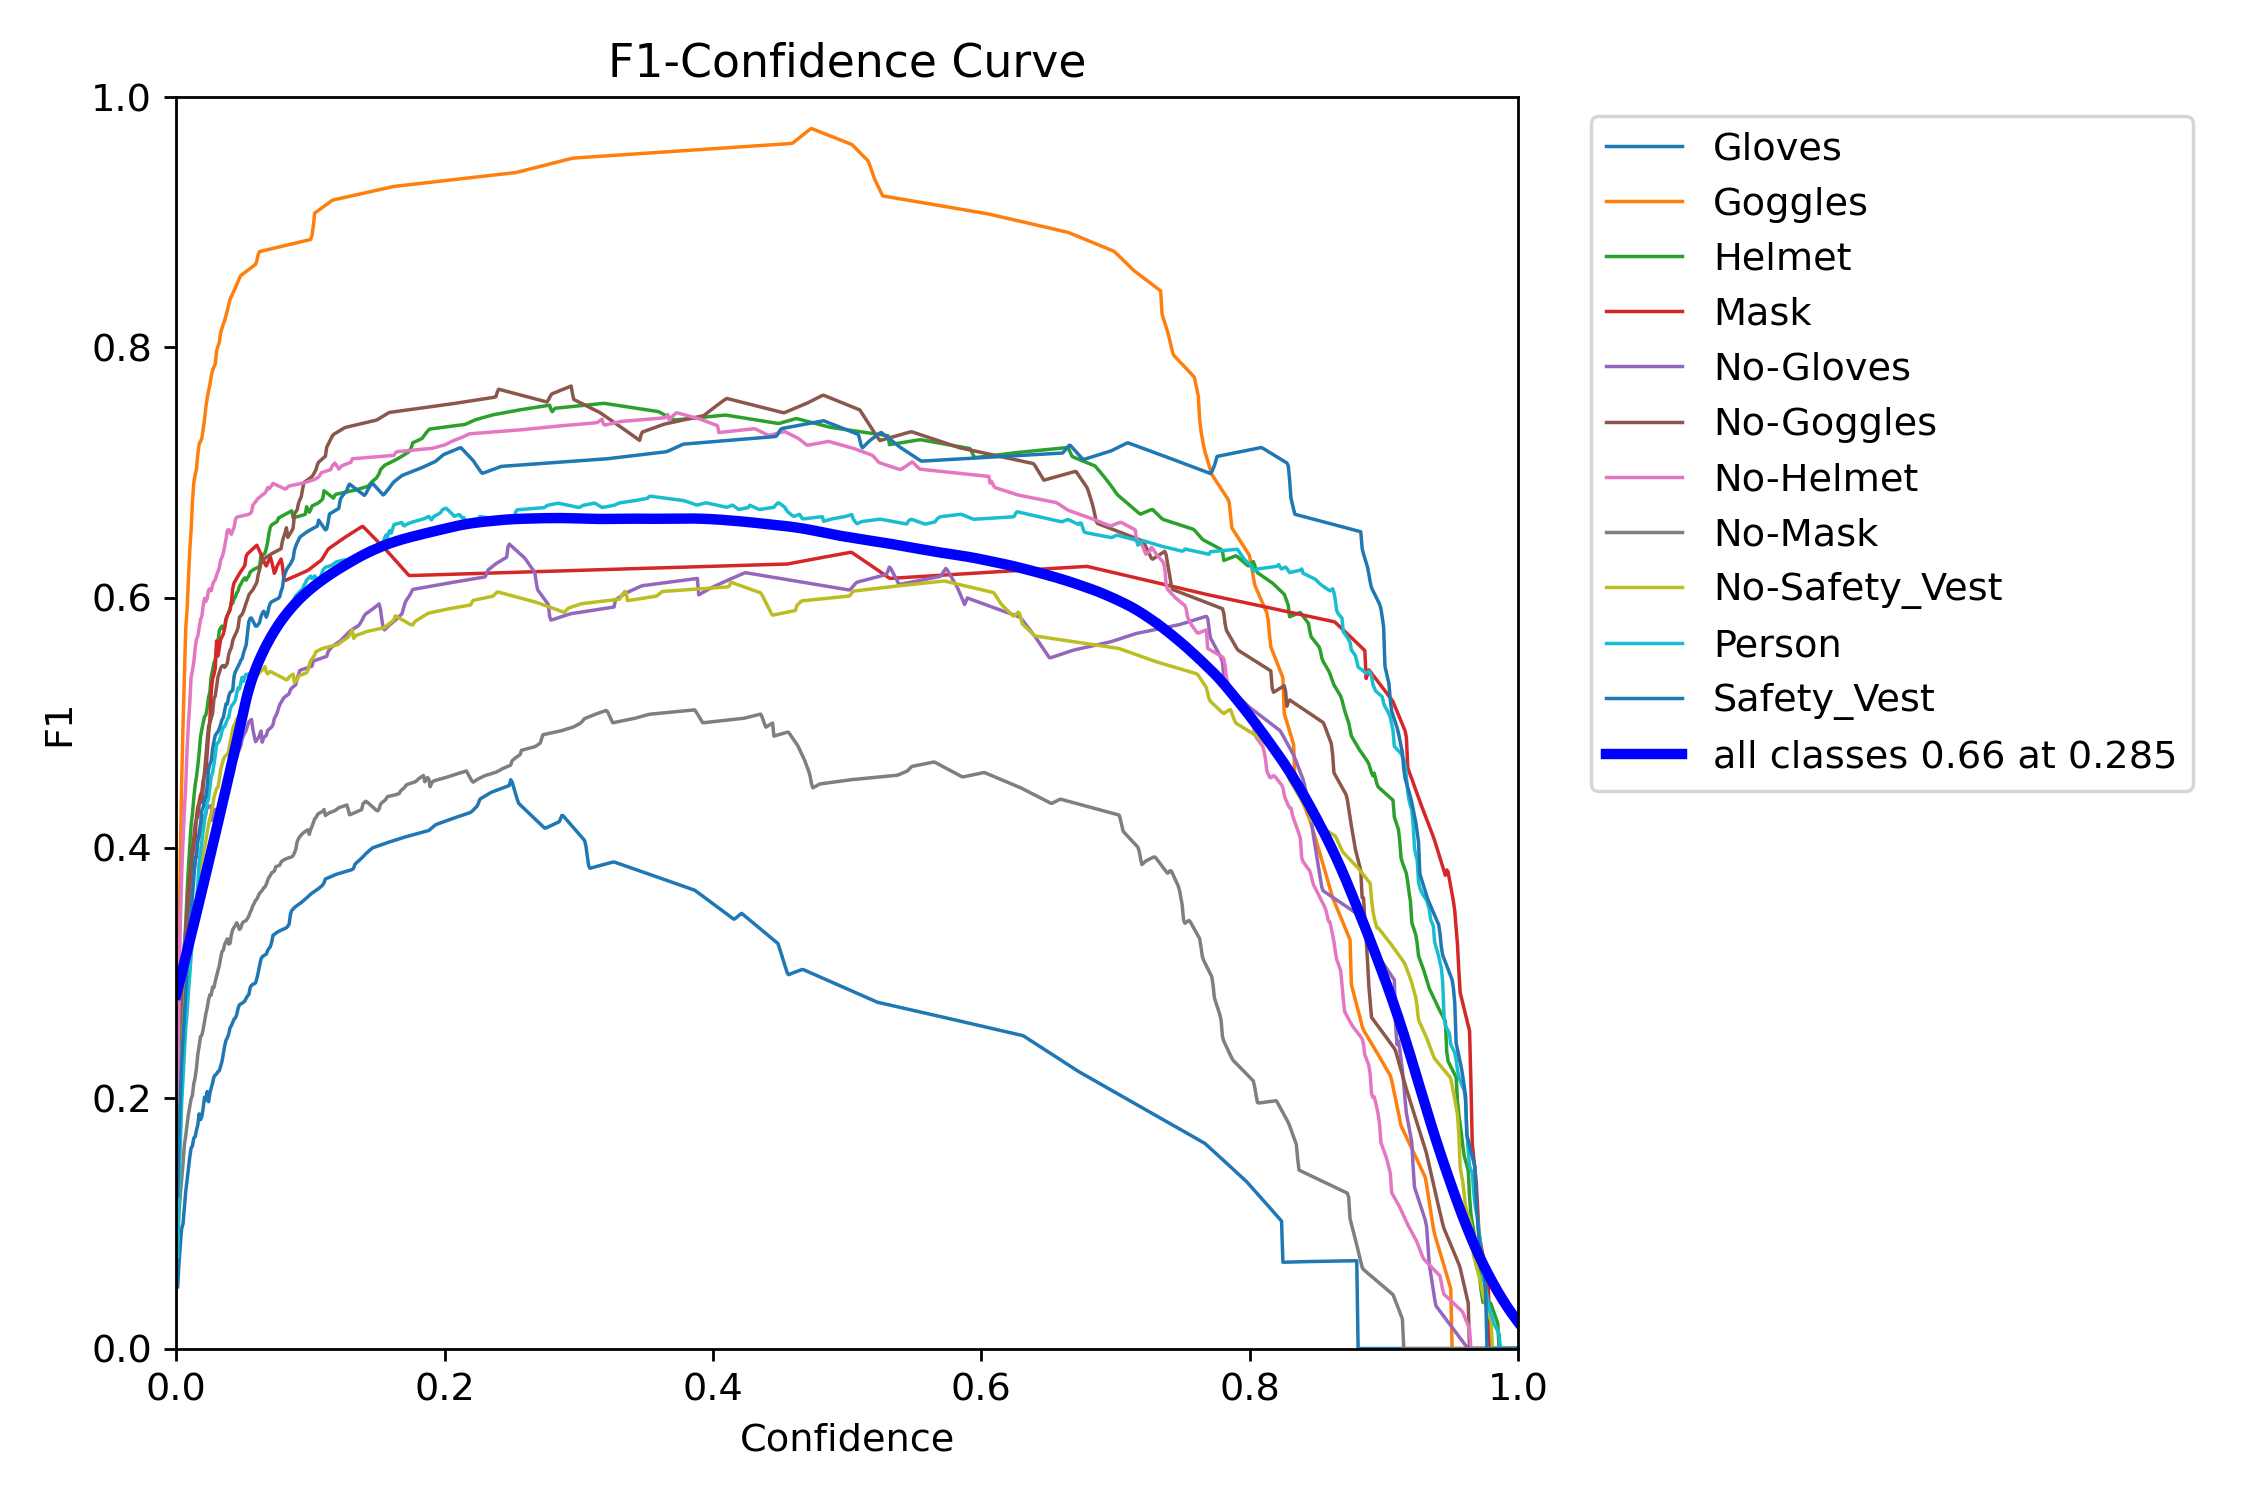 F1-Confidence Curve
1.0
0.8
0.6
0.4
0.2
0.0
F1
0.0 0.2 0.4 0.6 0.8 1.0
Confidence
Gloves
Goggles
Helmet
Mask
No-Gloves
No-Goggles
No-Helmet
No-Mask
No-Safety_Vest
Person
Safety_Vest
all classes 0.66 at 0.285